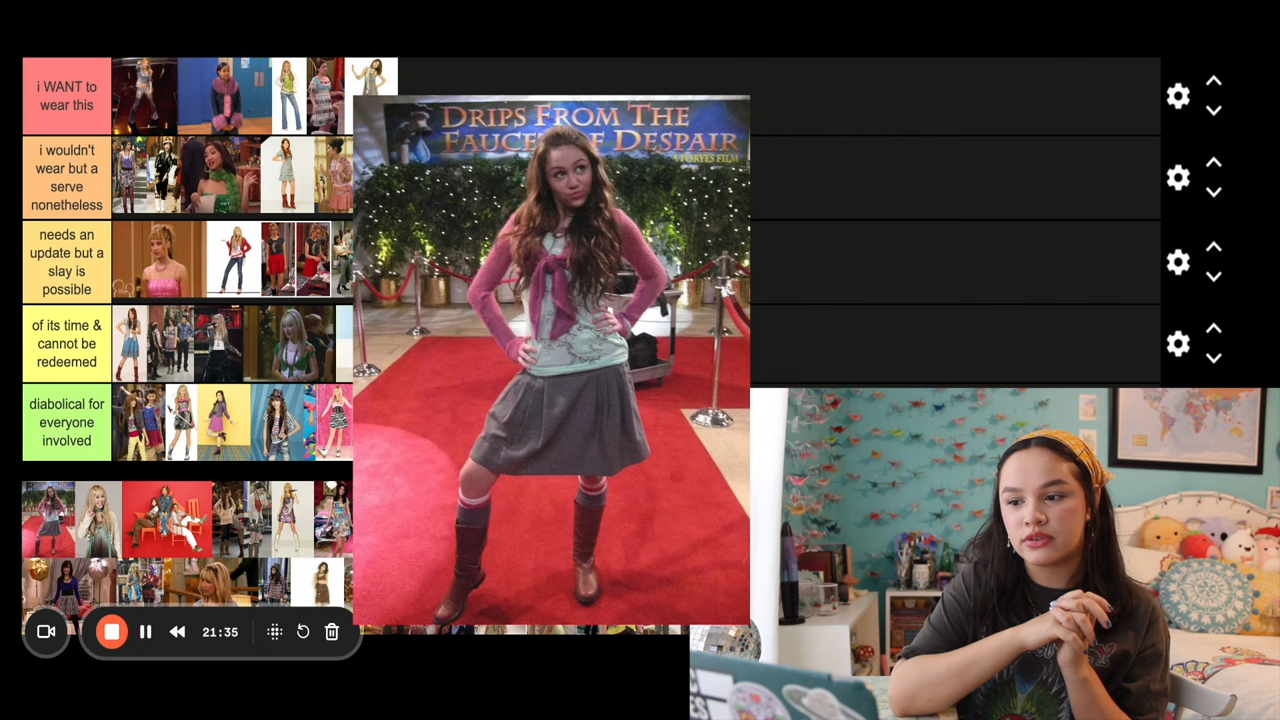 i WANT to
wear this
i wouldn't
wear but a
serve
nonetheless
needs an
update but a
slay is
possible
of its time &
cannot be
redeemed
diabolical for
everyone
involved
DRIPS FROM THE
OF DESPAIR
FILM
21:35